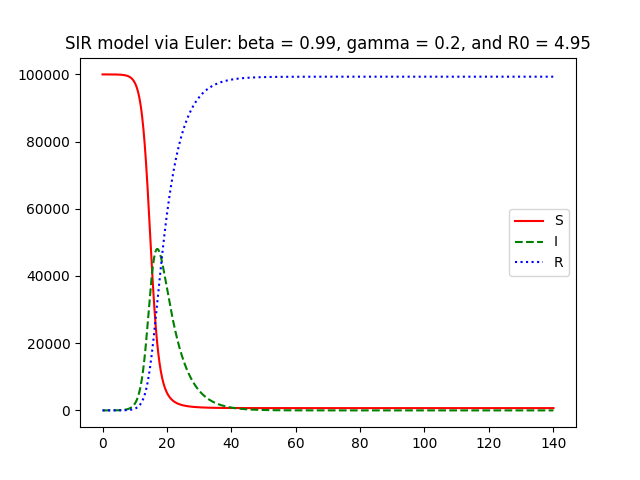 SIR model via Euler: beta = 0.99, gamma = 0.2, and R0 = 4.95
100000
80000
60000
40000
20000
0
S
I
R
0 20 40 60 80 100 120 140